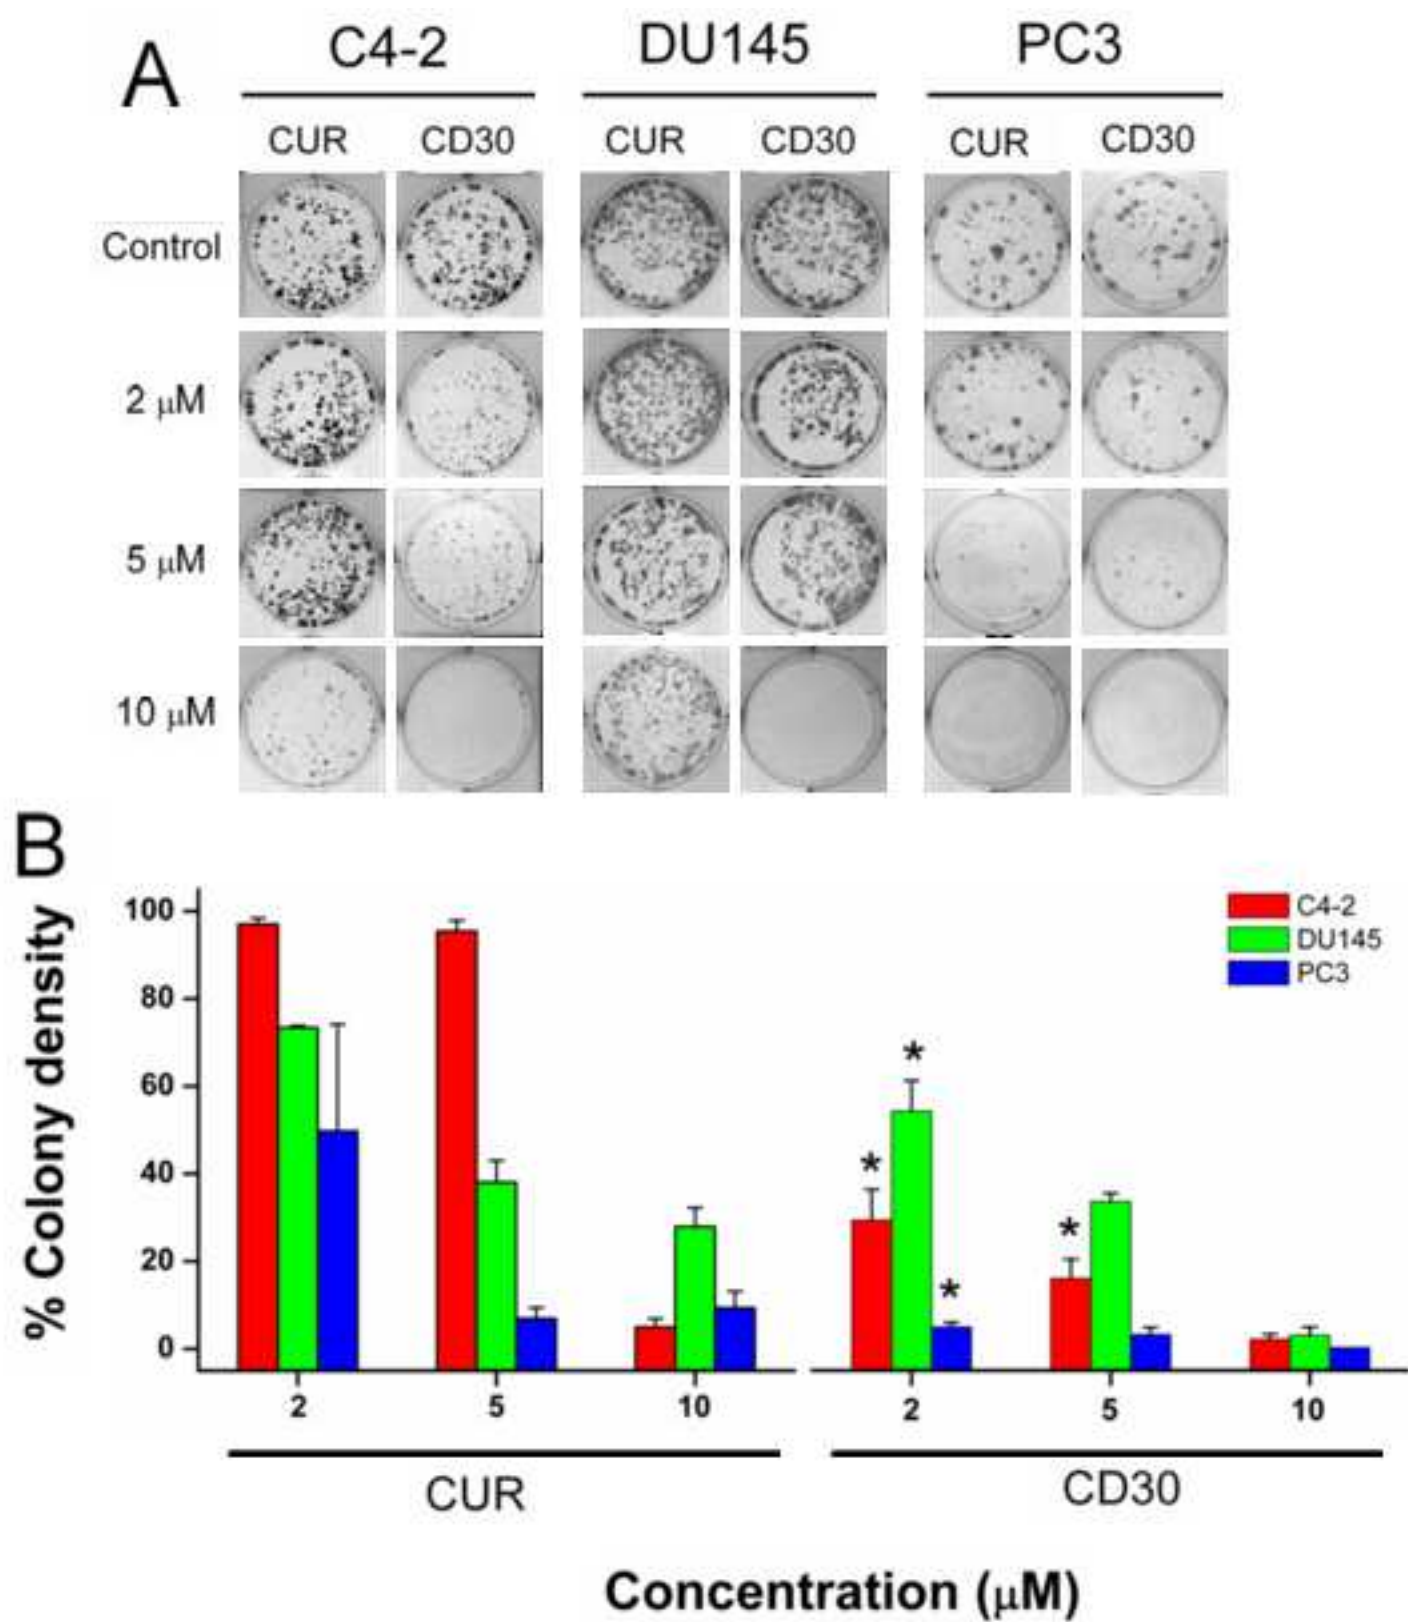 A
C4-2 DU145 PC3
CUR CD30 CUR CD30 CUR CD30
Control
2 μM
5 μM
10 μM
B
% Colony density
100
80
60
40
20
0
C4-2
DU145
PC3
* * * *
2 5 10 2 5 10
CUR CD30
Concentration (μM)